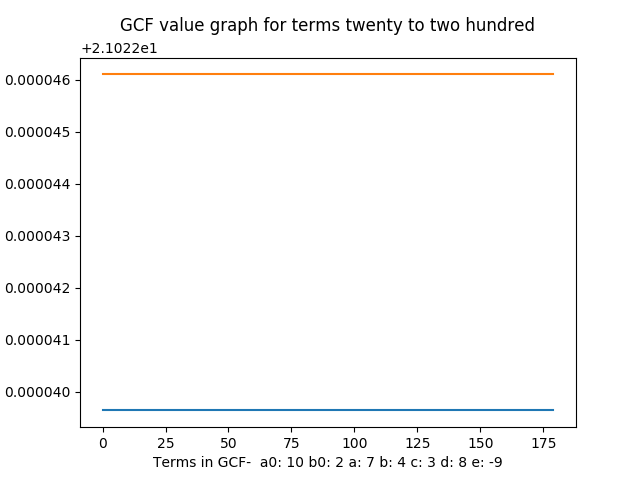 GCF value graph for terms twenty to two hundred
+2.1022e1
0.000046
0.000045
0.000044
0.000043
0.000042
0.000041
0.000040
0 25 50 75 100 125 150 175
Terms in GCF-  a0: 10 b0: 2 a: 7 b: 4 c: 3 d: 8 e: -9